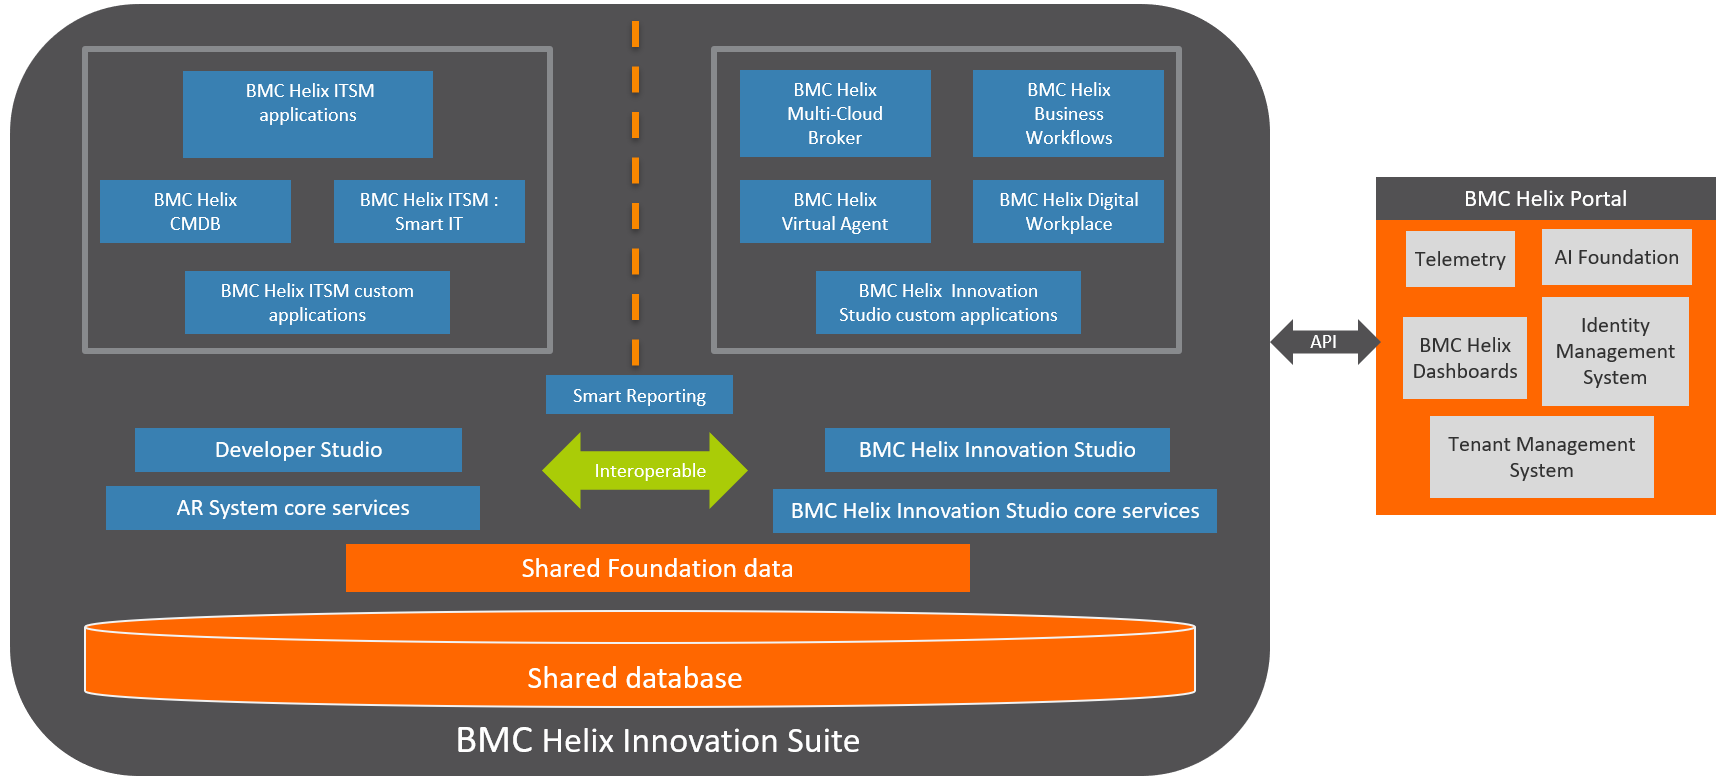 BMC Helix ITSM
applications
BMC Helix
CMDB
BMC Helix ITSM :
Smart IT
BMC Helix ITSM custom
applications
BMC Helix
Multi-Cloud
Broker
BMC Helix
Business
Workflows
BMC Helix
Virtual Agent
BMC Helix Digital
Workplace
BMC Helix  Innovation
Studio custom applications
Smart Reporting
Developer Studio
Interoperable
BMC Helix Innovation Studio
AR System core services
BMC Helix Innovation Studio core services
Shared Foundation data
Shared database
BMC Helix Innovation Suite
API
BMC Helix Portal
Telemetry
AI Foundation
BMC Helix
Dashboards
Identity
Management
System
Tenant Management
System